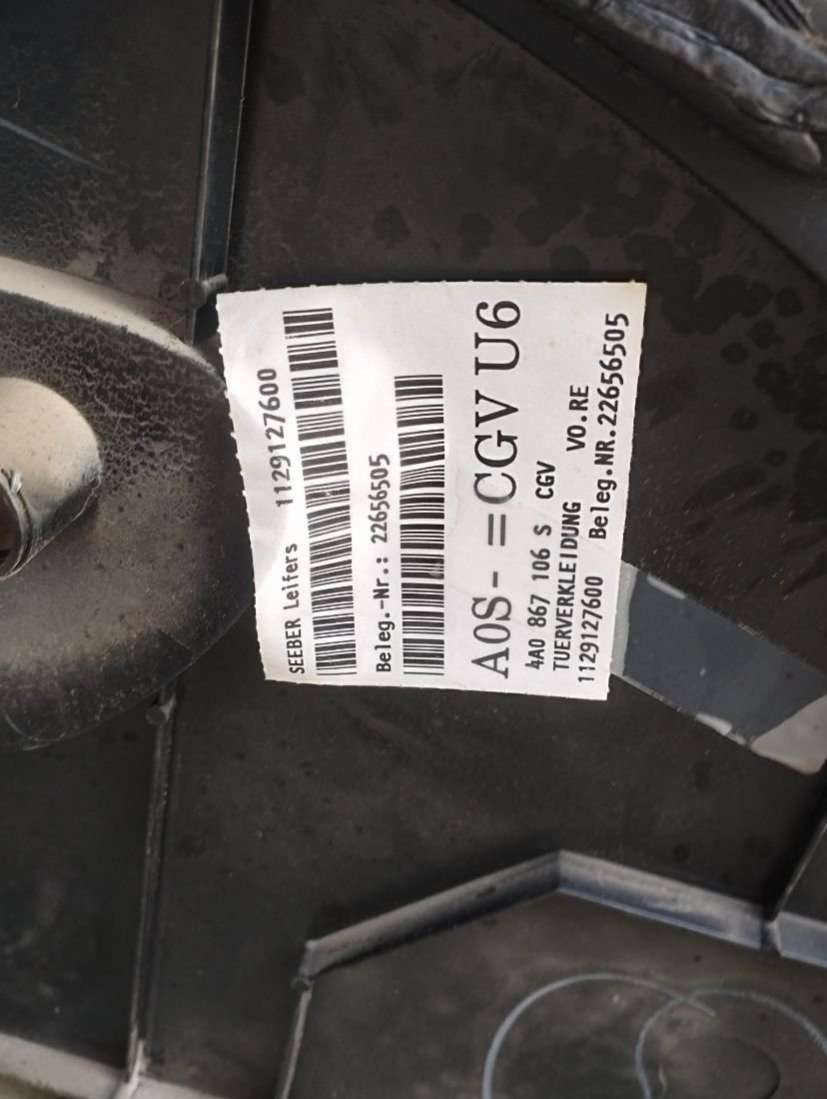 SEEBER Leifers 1129127600
Beleg.-Nr.: 22656505
A0S- =CGV U6
4A0 867 106 S CGV
TUERVERKLEIDUNG VO.RE
1129127600 Beleg.NR.22656505